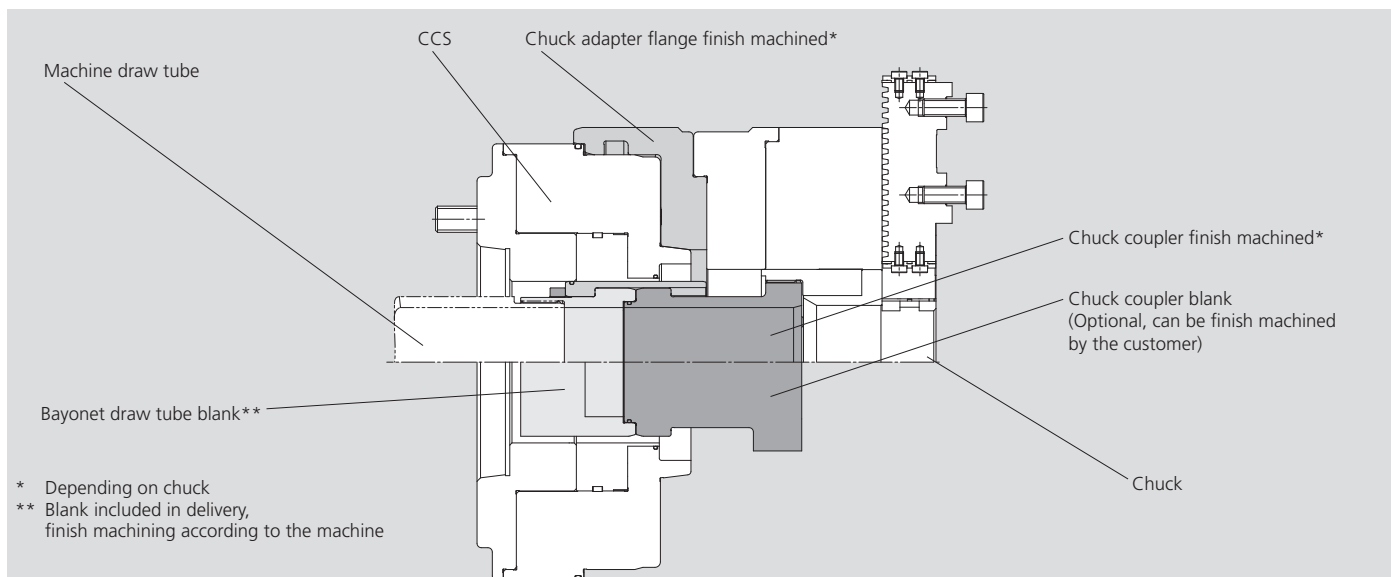 CCS
Chuck adapter flange finish machined*
Machine draw tube
Chuck coupler finish machined*
Chuck coupler blank
(Optional, can be finish machined
by the customer)
Bayonet draw tube blank**
Chuck
* Depending on chuck
** Blank included in delivery,
finish machining according to the machine